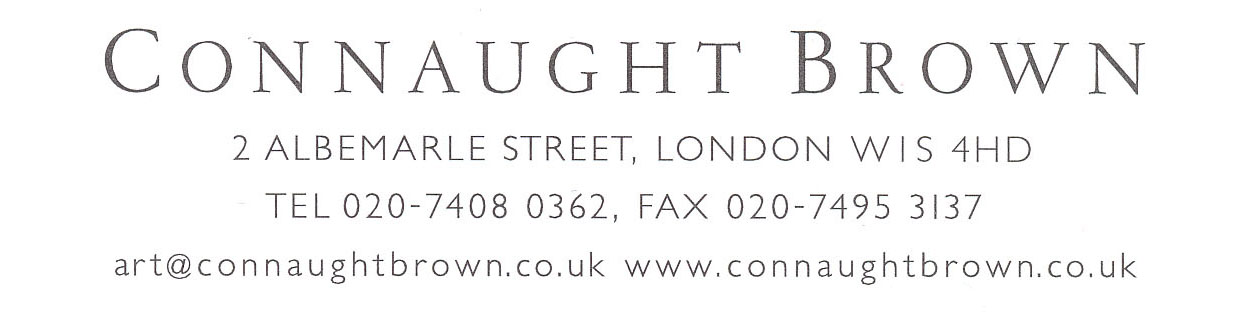 CONNAUGHT BROWN
2 ALBEMARLE STREET, LONDON W1S 4HD
TEL 020-7408 0362, FAX 020-7495 3137
art@connaughtbrown.co.uk www.connaughtbrown.co.uk